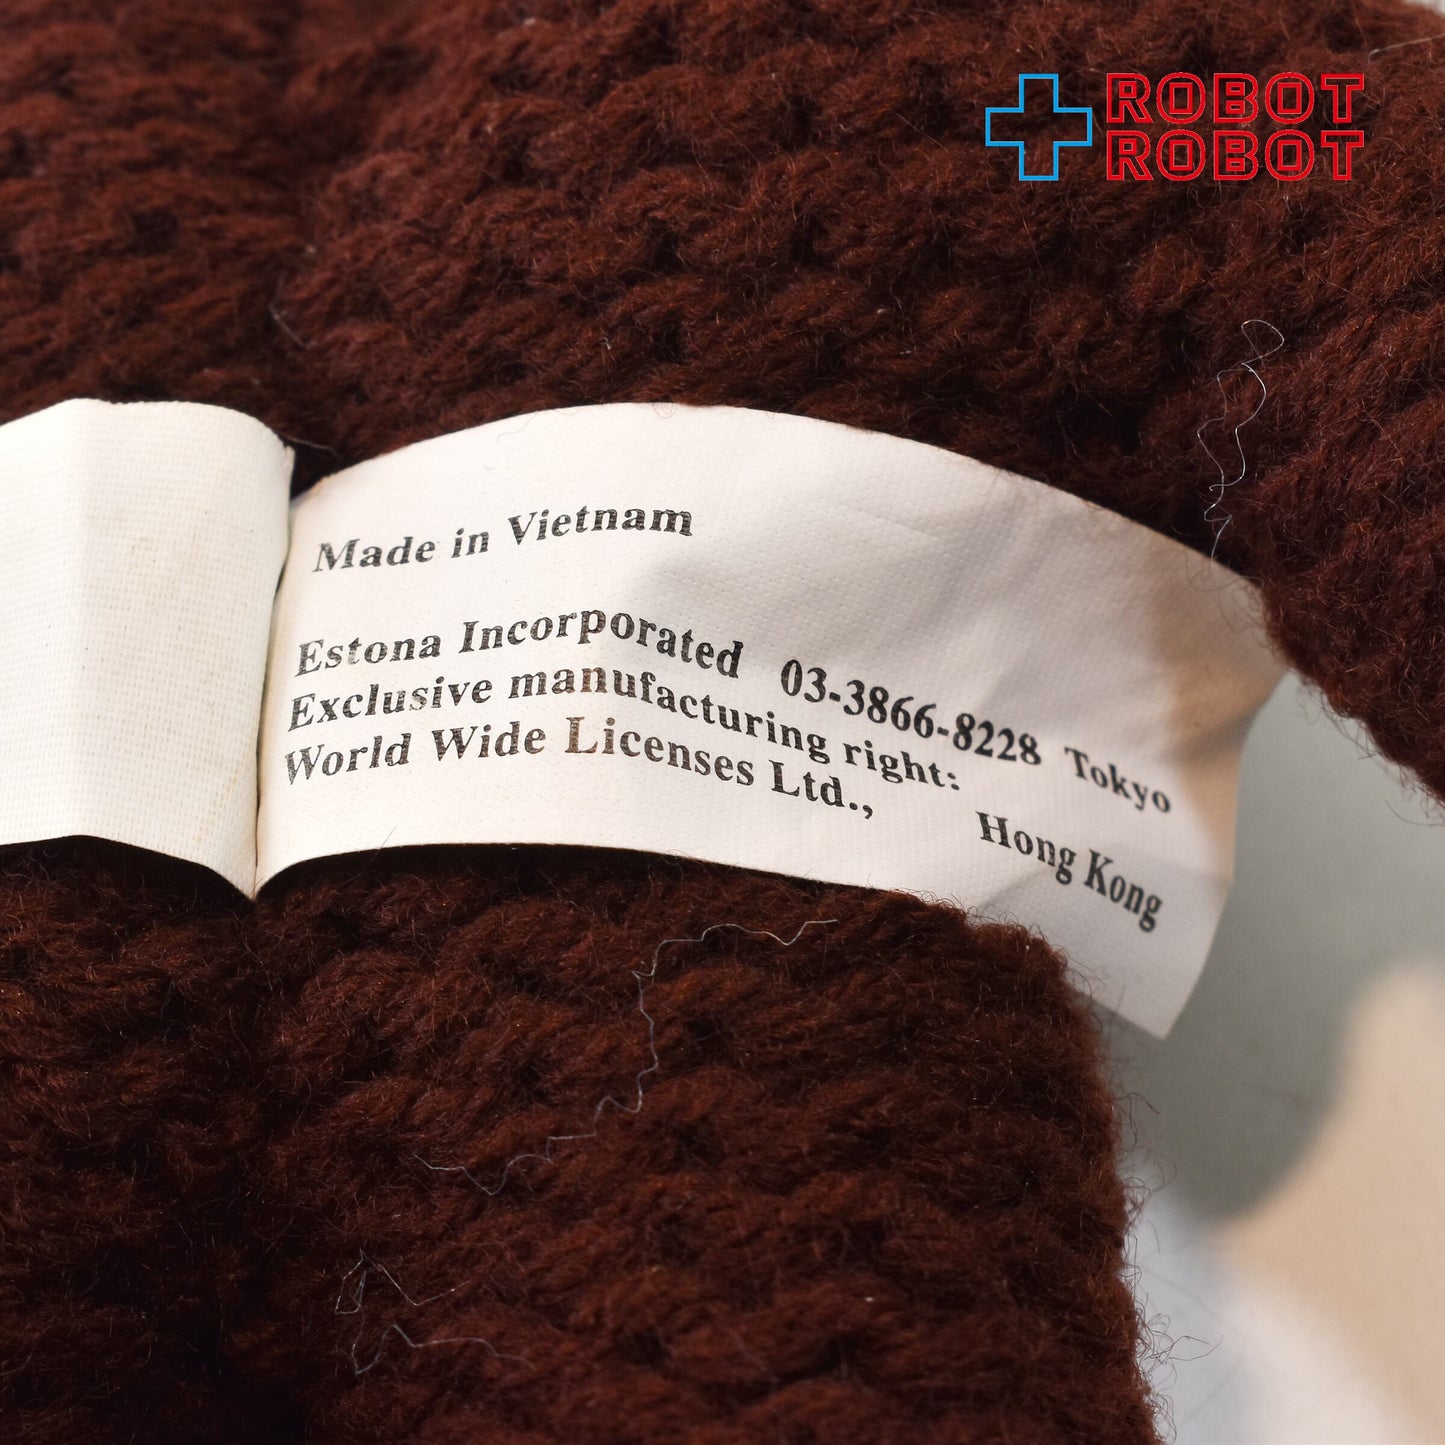 ROBOT
ROBOT
Made in Vietnam
Estona Incorporated 03-3866-8228 Tokyo
Exclusive manufacturing right:
World Wide Licenses Ltd., Hong Kong